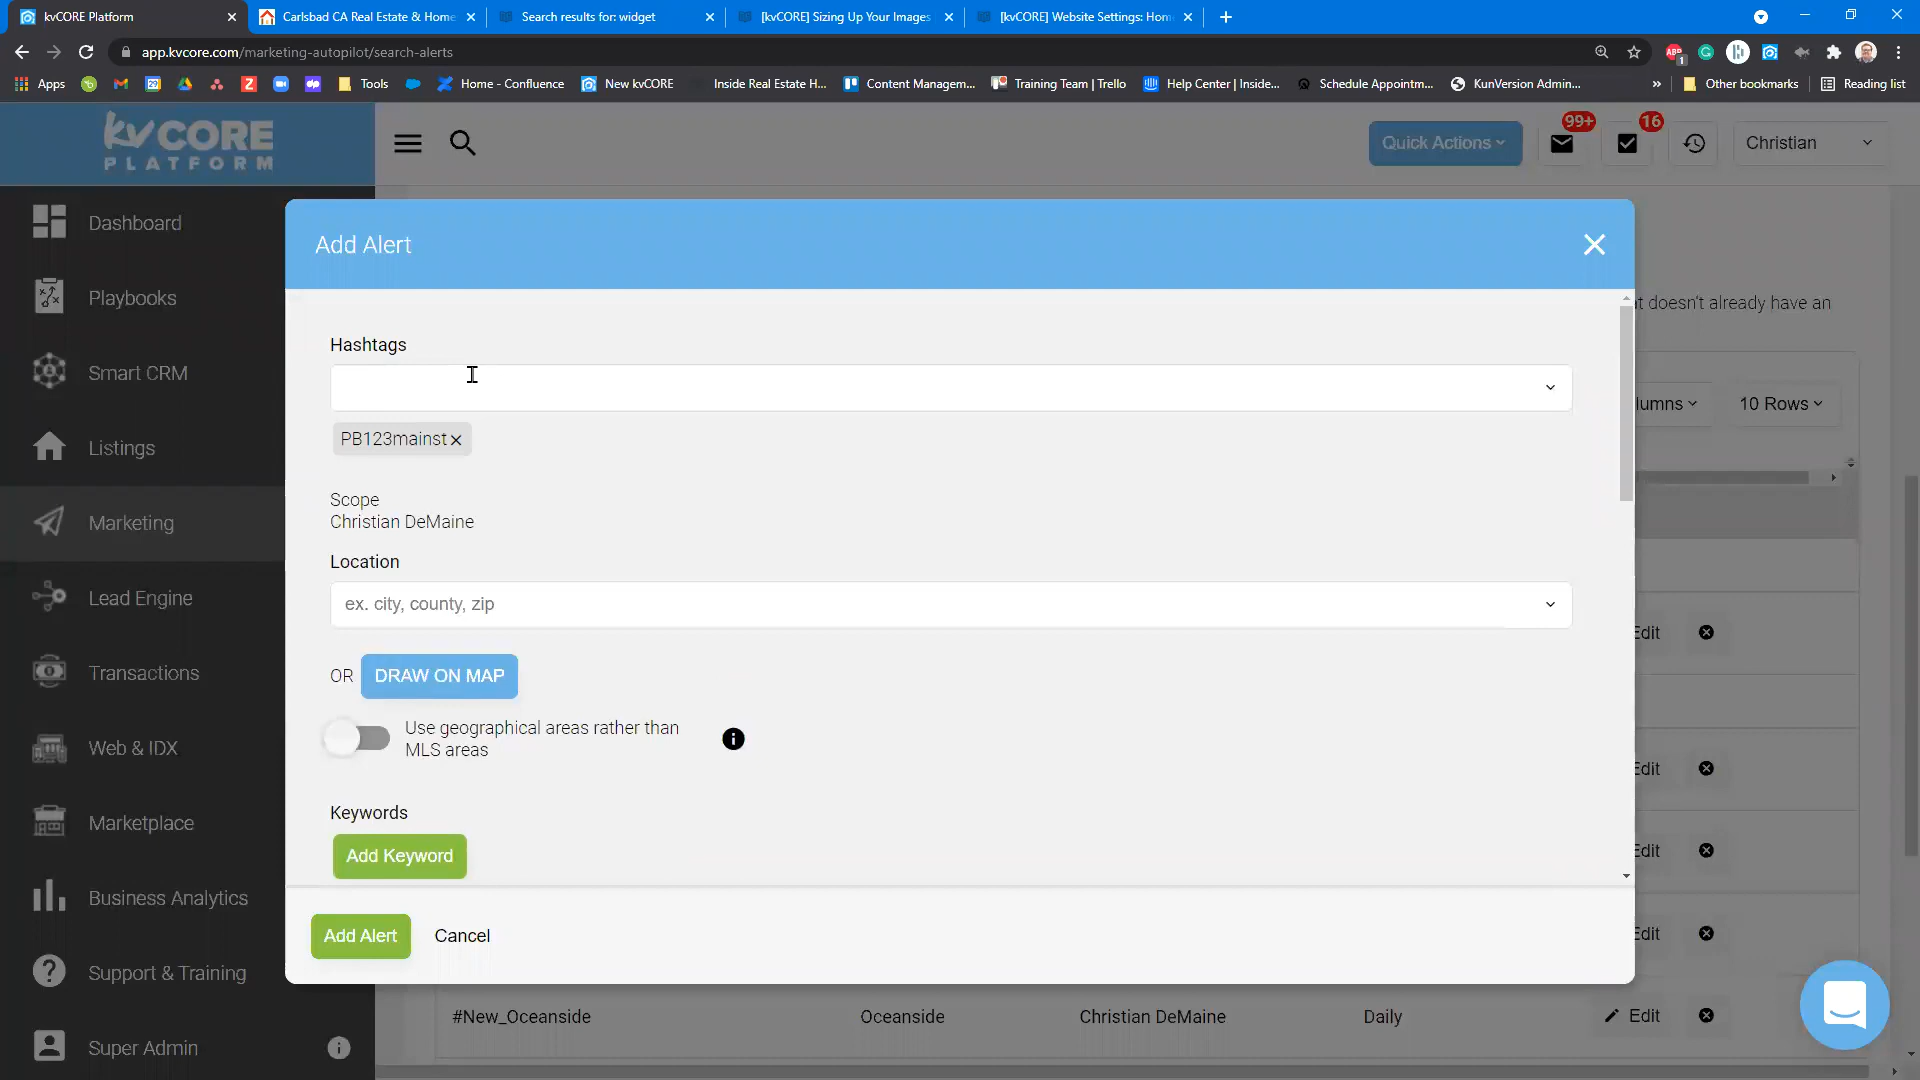 kvCORE Platform
Carlsbad CA Real Estate & Home
Search results for: widget
[kvCORE] Sizing Up Your Images
[kvCORE] Website Settings: Hom
app.kvcore.com/marketing-autopilot/search-alerts
Apps
Tools
Home - Confluence
New kvCORE
Inside Real Estate H...
Content Managem...
Training Team | Trello
Help Center | Inside...
Schedule Appointm...
KunVersion Admin...
Other bookmarks
Reading list
kvCORE
PLATFORM
Quick Actions
99+
16
Christian
Dashboard
Playbooks
Smart CRM
Listings
Marketing
Lead Engine
Transactions
Web & IDX
Marketplace
Business Analytics
Support & Training
Super Admin
Add Alert
Hashtags
PB123mainst
Scope
Christian DeMaine
Location
ex. city, county, zip
OR
DRAW ON MAP
Use geographical areas rather than
MLS areas
Keywords
Add Keyword
Add Alert
Cancel
t doesn't already have an
lumns
10 Rows
Edit
Edit
Edit
Edit
#New_Oceanside
Oceanside
Christian DeMaine
Daily
Edit